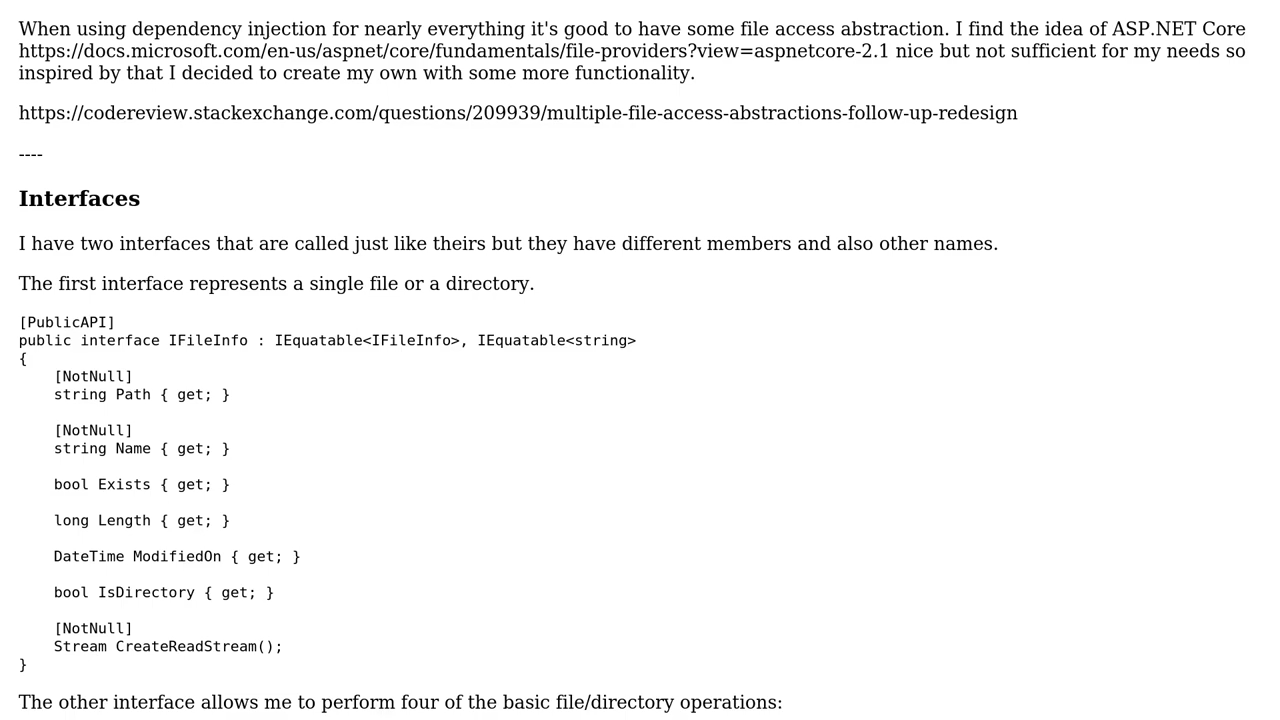 When using dependency injection for nearly everything it's good to have some file access abstraction. I find the idea of ASP.NET Core
https://docs.microsoft.com/en-us/aspnet/core/fundamentals/file-providers?view=aspnetcore-2.1 nice but not sufficient for my needs so
inspired by that I decided to create my own with some more functionality.
https://codereview.stackexchange.com/questions/209939/multiple-file-access-abstractions-follow-up-redesign
----
Interfaces
I have two interfaces that are called just like theirs but they have different members and also other names.
The first interface represents a single file or a directory.
[PublicAPI]
public interface IFileInfo : IEquatable<IFileInfo>, IEquatable<string>
{
    [NotNull]
    string Path { get; }
    [NotNull]
    string Name { get; }
    bool Exists { get; }
    long Length { get; }
    DateTime ModifiedOn { get; }
    bool IsDirectory { get; }
    [NotNull]
    Stream CreateReadStream();
}
The other interface allows me to perform four of the basic file/directory operations: